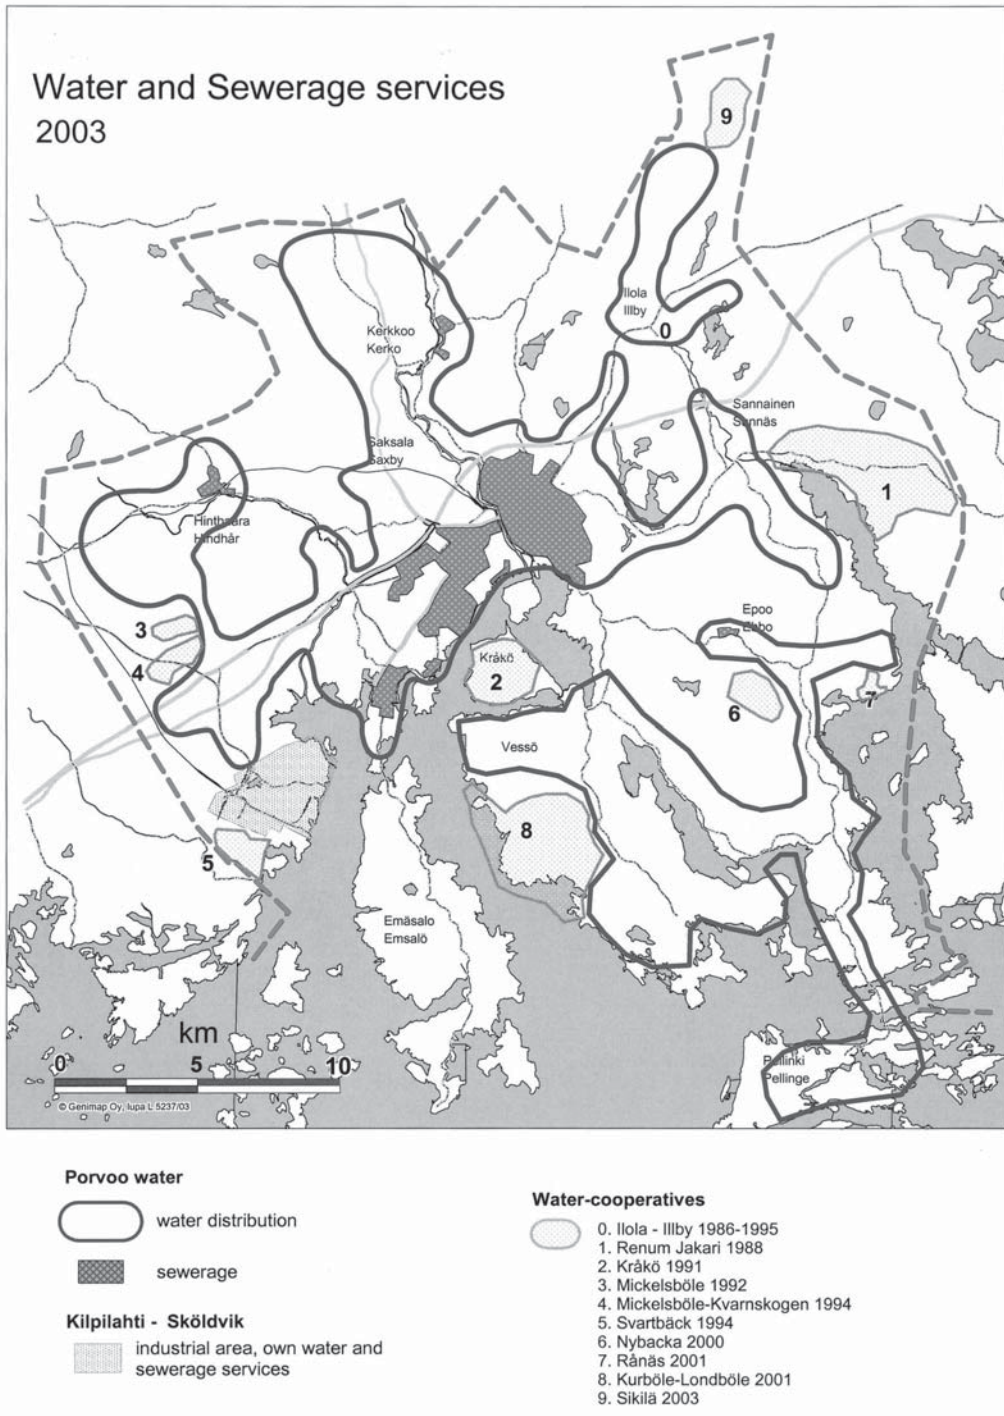 Water and Sewerage services
2003
9
Ilola
Illby
0
Kerkkoo
Kerko
Sannainen
Sannäs
Saksala
Saxby
1
Hinthaara
Hindhår
Epoo
Ebbo
3
4
Kråkö
2
6
7
Vessö
8
5
Emäsalo
Emsalö
km
0 5 10
© Genimap Oy, lupa L 5237/03
Pellinki
Pellinge
Porvoo water
water distribution
sewerage
Kilpilahti - Sköldvik
industrial area, own water and
sewerage services
Water-cooperatives
0. Ilola - Illby 1986-1995
1. Renum Jakari 1988
2. Kråkö 1991
3. Mickelsböle 1992
4. Mickelsböle-Kvarnskogen 1994
5. Svartbäck 1994
6. Nybacka 2000
7. Rånäs 2001
8. Kurböle-Londböle 2001
9. Sikilä 2003